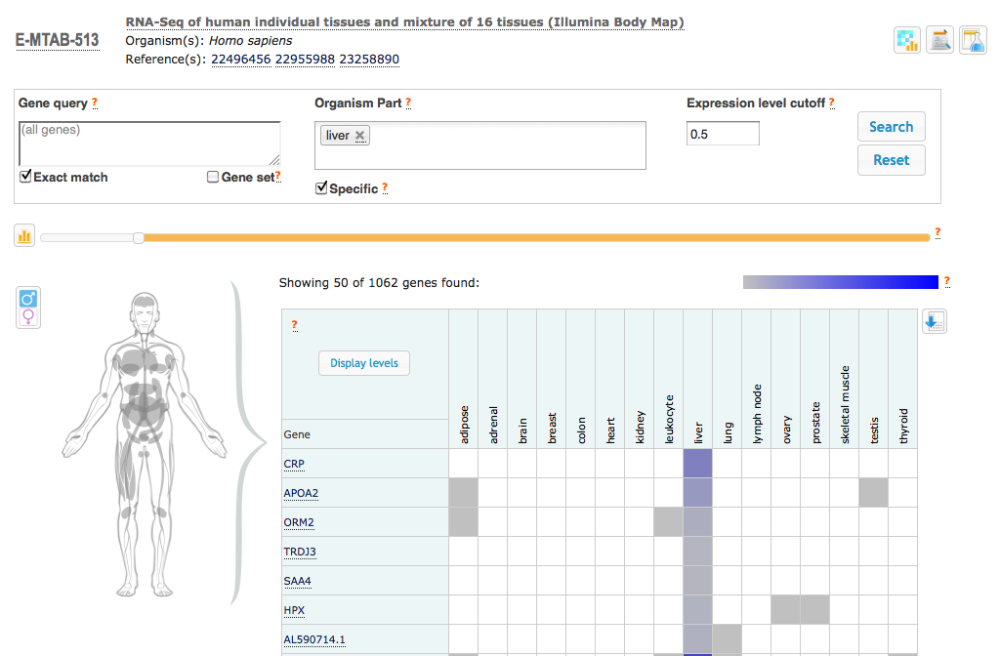 E-MTAB-513
RNA-Seq of human individual tissues and mixture of 16 tissues (Illumina Body Map)
Organism(s): Homo sapiens
Reference(s): 22496456 22955988 23258890
Gene query ?
Organism Part ?
Expression level cutoff ?
(all genes)
liver ✕
0.5
Search
Reset
Exact match
Gene set?
Specific ?
?
Showing 50 of 1062 genes found:
?
?
Display levels
Gene
adipose
adrenal
brain
breast
colon
heart
kidney
leukocyte
liver
lung
lymph node
ovary
prostate
skeletal muscle
testis
thyroid
CRP
APOA2
ORM2
TRDJ3
SAA4
HPX
AL590714.1